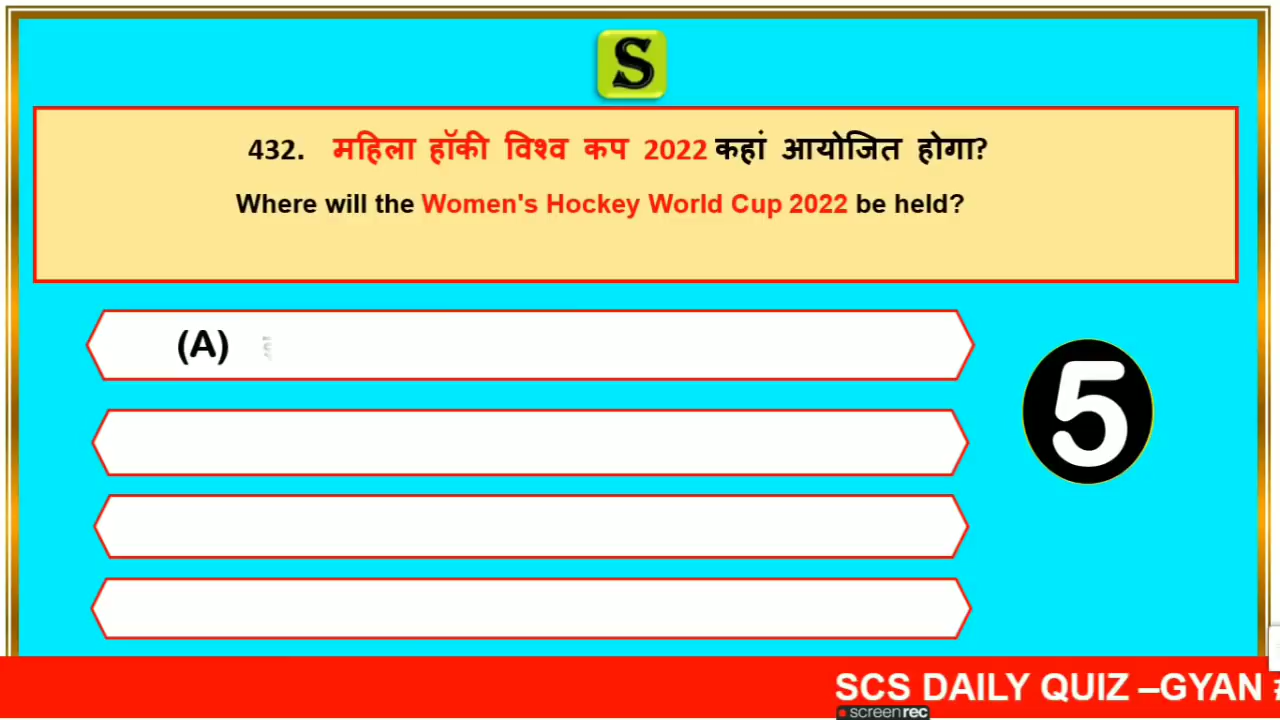 S
432. महिला हॉकी विश्व कप 2022 कहां आयोजित होगा?
Where will the Women's Hockey World Cup 2022 be held?
(A)
5
SCS DAILY QUIZ –GYAN
screenrec